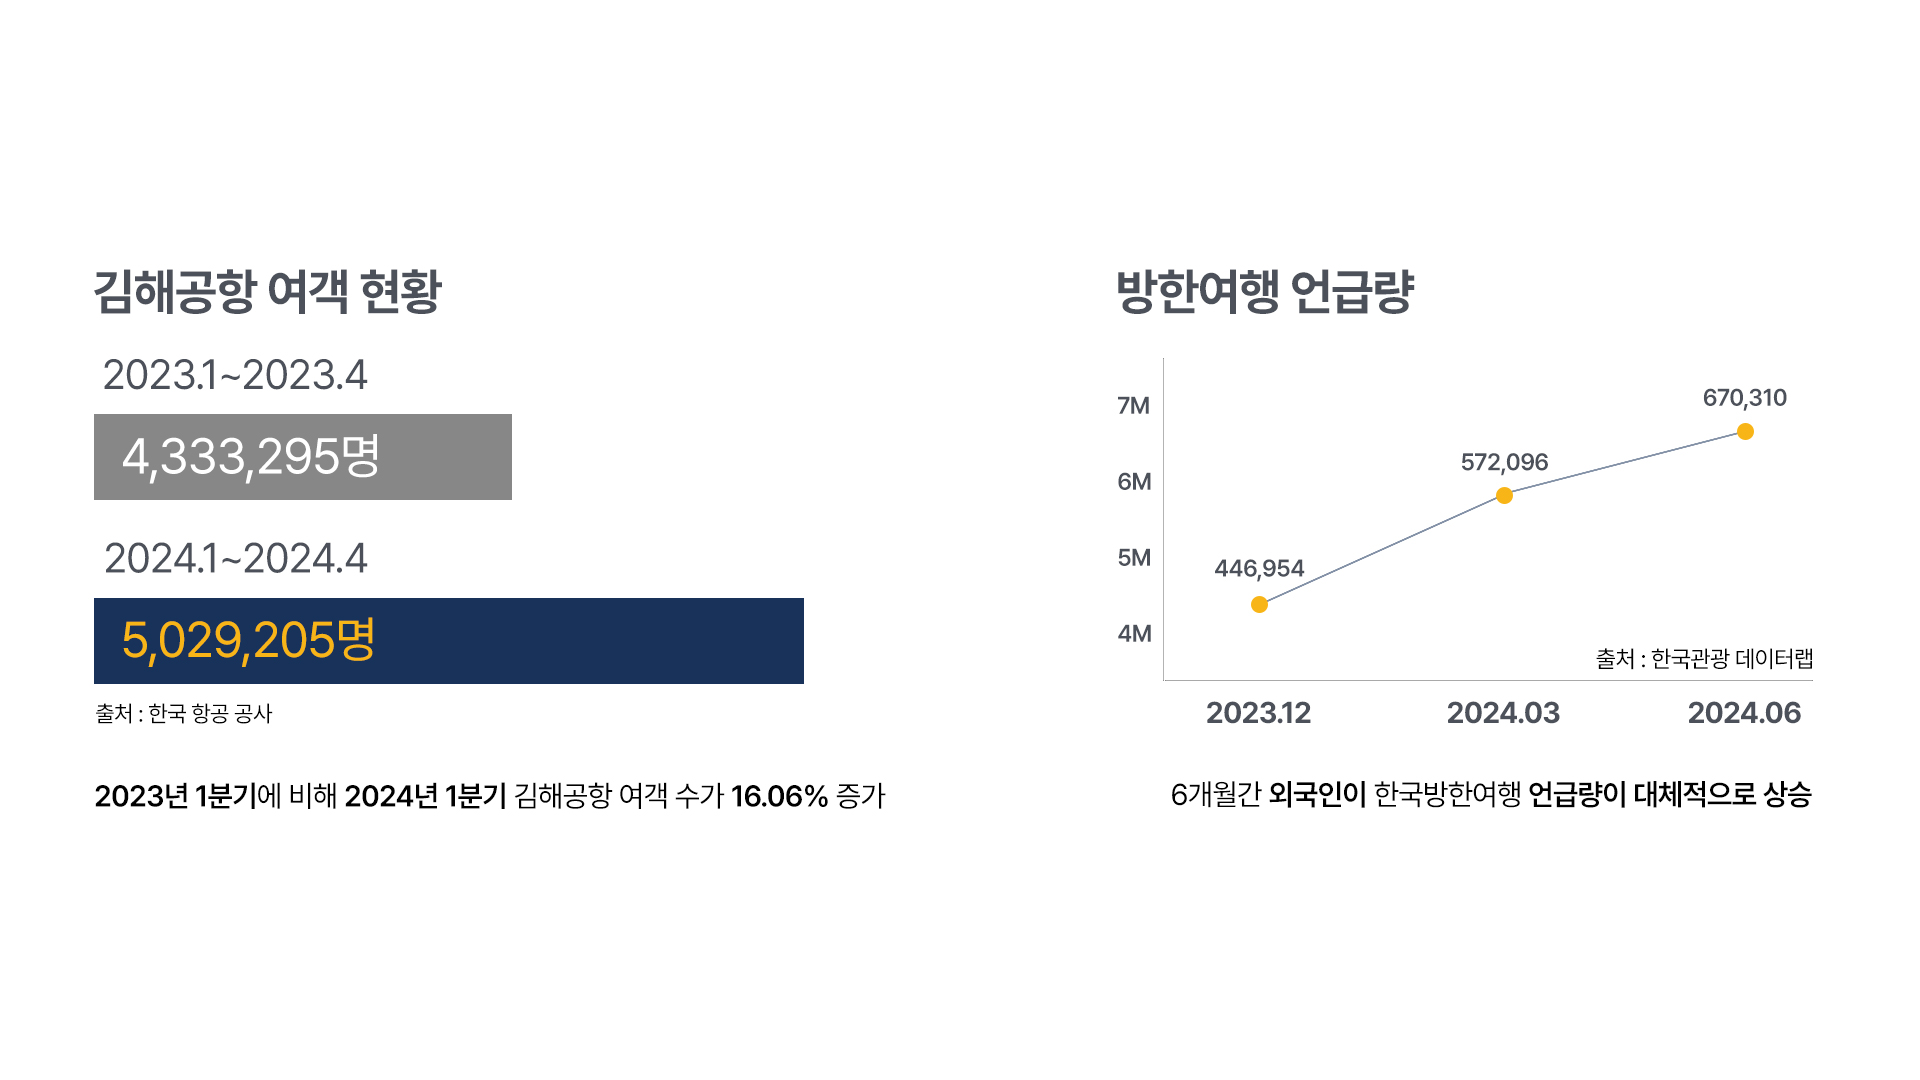 김해공항 여객 현황
2023.1~2023.4
4,333,295명
2024.1~2024.4
5,029,205명
출처 : 한국 항공 공사
2023년 1분기에 비해 2024년 1분기 김해공항 여객 수가 16.06% 증가
방한여행 언급량
7M
6M
5M
4M
446,954
572,096
670,310
출처 : 한국관광 데이터랩
2023.12
2024.03
2024.06
6개월간 외국인이 한국방한여행 언급량이 대체적으로 상승